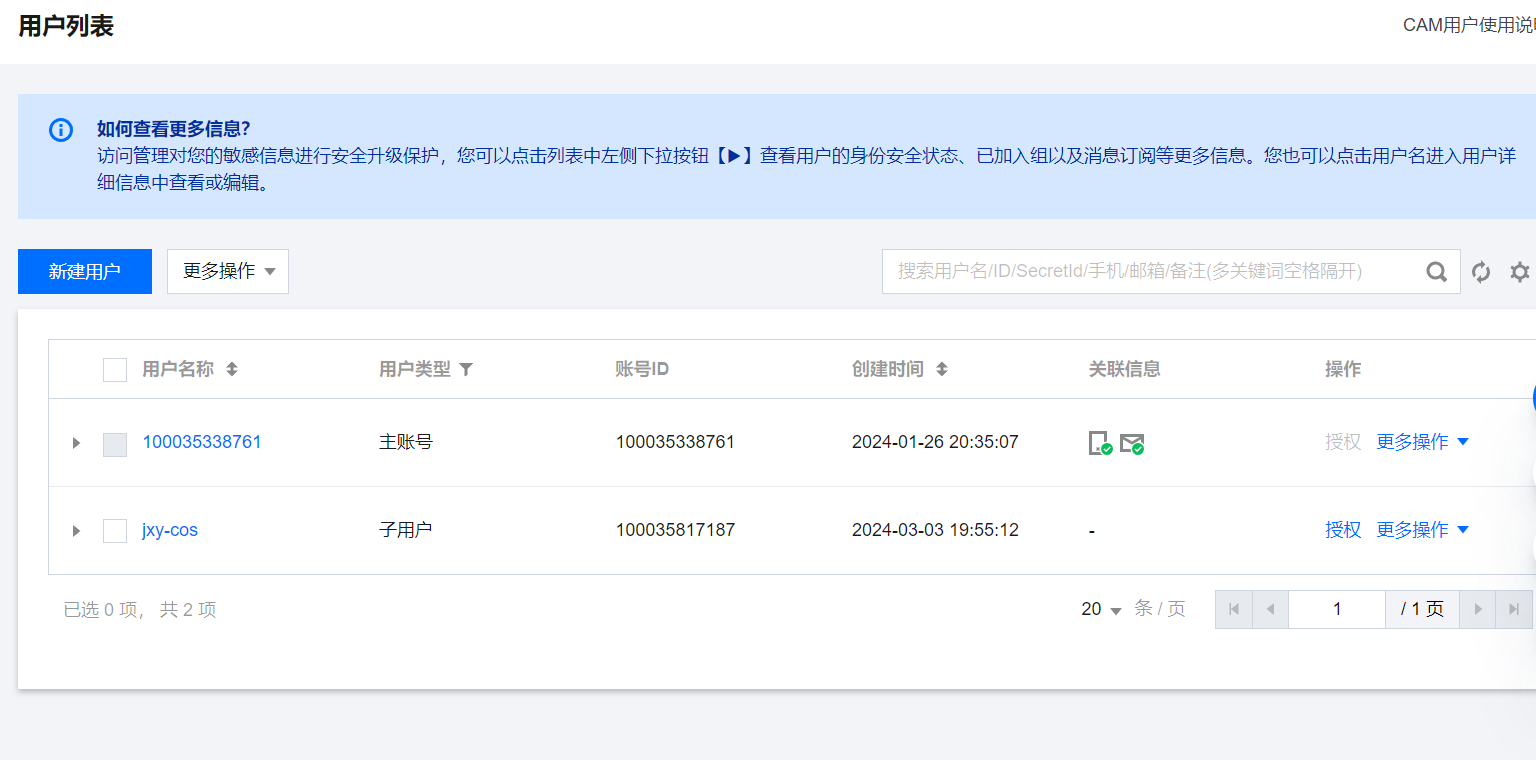 用户列表
CAM用户使用说
如何查看更多信息?
访问管理对您的敏感信息进行安全升级保护，您可以点击列表中左侧下拉按钮【▶】查看用户的身份安全状态、已加入组以及消息订阅等更多信息。您也可以点击用户名进入用户详
细信息中查看或编辑。
新建用户 更多操作 搜索用户名/ID/SecretId/手机/邮箱/备注(多关键词空格隔开)
用户名称 用户类型 账号ID 创建时间 关联信息 操作
100035338761 主账号 100035338761 2024-01-26 20:35:07 授权 更多操作
jxy-cos 子用户 100035817187 2024-03-03 19:55:12 - 授权 更多操作
已选 0 项， 共 2 项 20 条 / 页 1 / 1 页